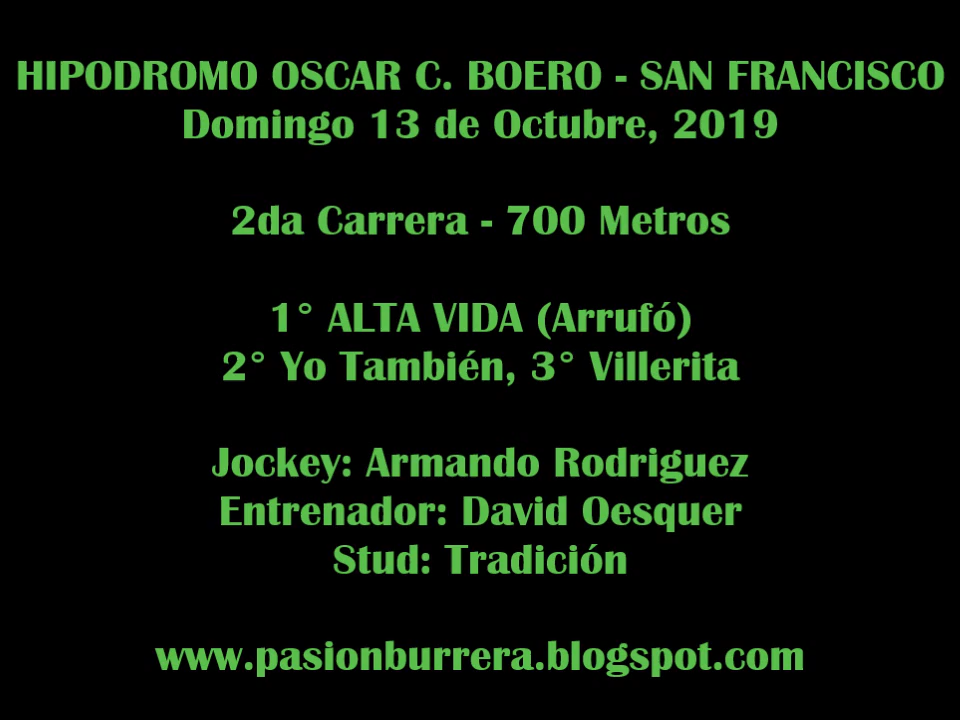 HIPODROMO OSCAR C. BOERO - SAN FRANCISCO
Domingo 13 de Octubre, 2019
2da Carrera - 700 Metros
1° ALTA VIDA (Arrufó)
2° Yo También, 3° Villerita
Jockey: Armando Rodriguez
Entrenador: David Oesquer
Stud: Tradición
www.pasionburrera.blogspot.com